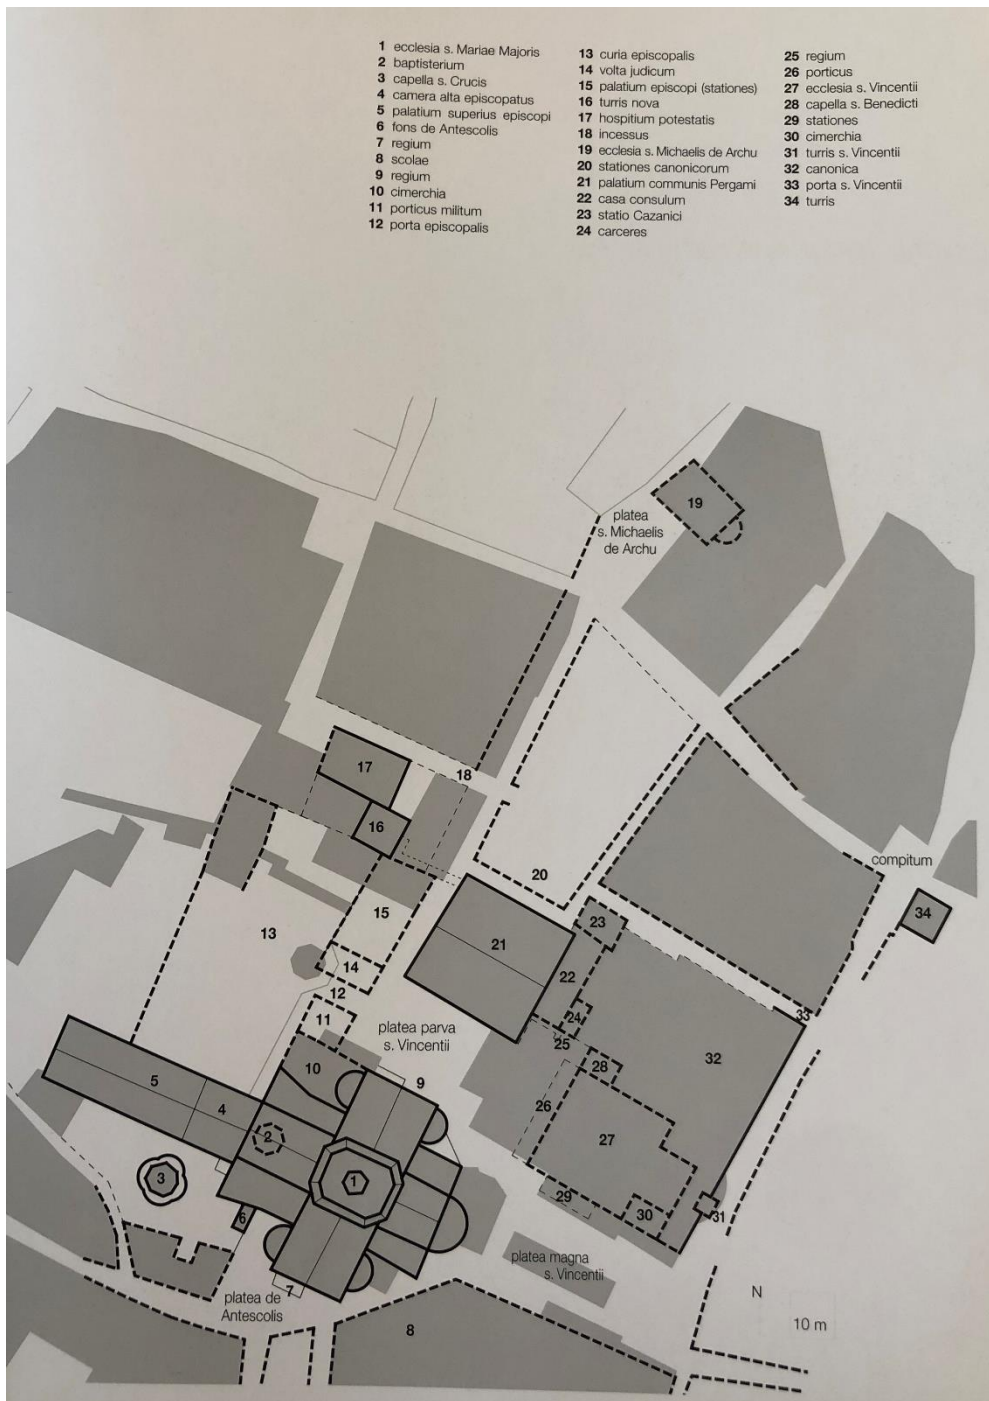 1 ecclesia s. Mariae Majoris
2 baptisterium
3 capella s. Crucis
4 camera alta episcopatus
5 palatium superius episcopi
6 fons de Antescolis
7 regium
8 scolae
9 regium
10 cimerchia
11 porticus militum
12 porta episcopalis
13 curia episcopalis
14 volta judicum
15 palatium episcopi (stationes)
16 turris nova
17 hospitium potestatis
18 incessus
19 ecclesia s. Michaelis de Archu
20 stationes canonicorum
21 palatium communis Pergami
22 casa consulum
23 statio Cazanici
24 carceres
25 regium
26 porticus
27 ecclesia s. Vincentii
28 capella s. Benedicti
29 stationes
30 cimerchia
31 turris s. Vincentii
32 canonica
33 porta s. Vincentii
34 turris
19
platea
s. Michaelis
de Archu
17
18
16
compitum
20
34
15
23
13
21
14
22
12
33
11
24
platea parva
s. Vincentii
25
32
10
28
9
5
4
26
2
27
3
1
29
6
30
31
platea magna
s. Vincentii
7
platea de
Antescolis
N
8
10 m